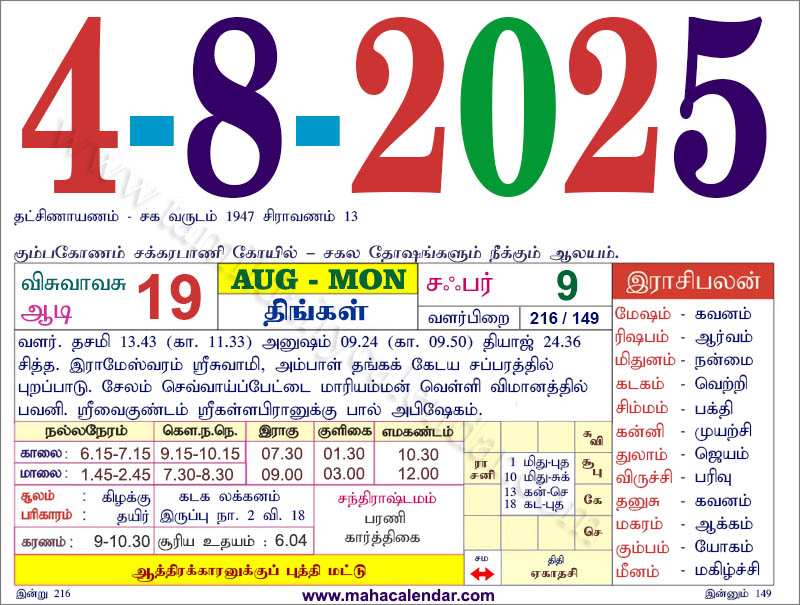 4-8-2025
தட்சிணாயணம் - சக வருடம் 1947 சிராவணம் 13
கும்பகோணம் சக்கரபாணி கோயில் – சகல தோஷங்களும் நீக்கும் ஆலயம்.
விசுவாவசு
ஆடி 19
AUG - MON
திங்கள்
சஃபர் 9
வளர்பிறை 216 / 149
வளர். தசமி 13.43 (கா. 11.33) அனுஷம் 09.24 (கா. 09.50) தியாஜ் 24.36
சித்த. இராமேஸ்வரம் ஸ்ரீசுவாமி, அம்பாள் தங்கக் கேடய சப்பரத்தில்
புறப்பாடு. சேலம் செவ்வாய்ப்பேட்டை மாரியம்மன் வெள்ளி விமானத்தில்
பவனி. ஸ்ரீவைகுண்டம் ஸ்ரீகள்ளபிரானுக்கு பால் அபிஷேகம்.
நல்லநேரம் கௌ.ந.நெ. இராகு குளிகை எமகண்டம்
காலை: 6.15-7.15 9.15-10.15 07.30 01.30 10.30
மாலை: 1.45-2.45 7.30-8.30 09.00 03.00 12.00
சூலம் : கிழக்கு
பரிகாரம் : தயிர்
கடக லக்கனம்
இருப்பு நா. 2 வி. 18
சந்திராஷ்டமம்
பரணி
கார்த்திகை
கரணம் : 9-10.30 சூரிய உதயம் : 6.04
ஆத்திரக்காரனுக்குப் புத்தி மட்டு
சு
வி
ரா
சனி
1 மிது-புத
10 மிது-சுக்
13 கன்-செ
18 கட-புத
சூ
பு
கே
செ
சம
திதி
ஏகாதசி
இராசிபலன்
மேஷம் - கவனம்
ரிஷபம் - ஆர்வம்
மிதுனம் - நன்மை
கடகம் - வெற்றி
சிம்மம் - பக்தி
கன்னி - முயற்சி
துலாம் - ஜெயம்
விருச்சி - பரிவு
தனுசு - கவனம்
மகரம் - ஆக்கம்
கும்பம் - யோகம்
மீனம் - மகிழ்ச்சி
இன்று 216
www.mahacalendar.com
இன்னும் 149